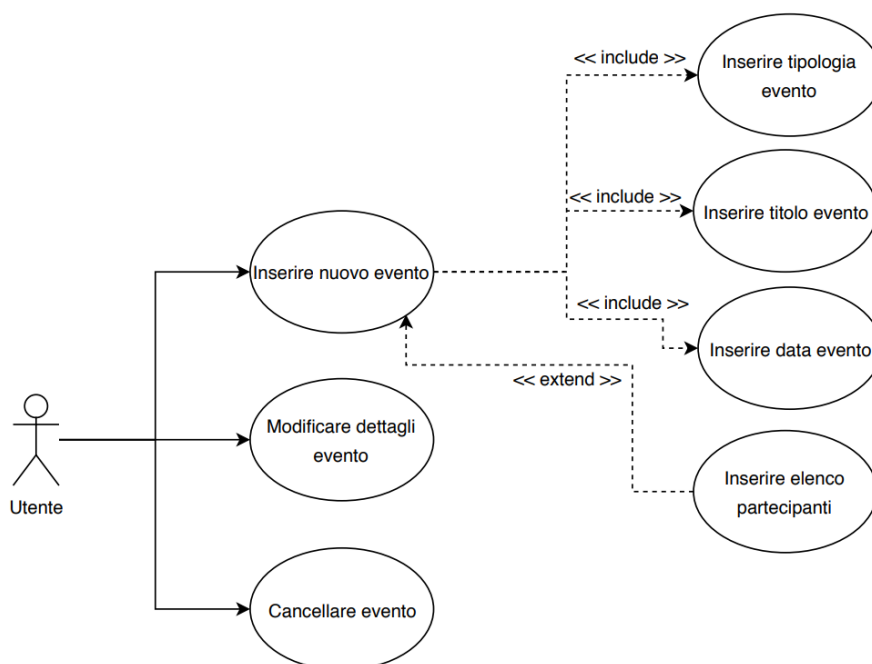 << include >>
Inserire tipologia
evento
<< include >>
Inserire titolo evento
Inserire nuovo evento
<< include >>
Inserire data evento
<< extend >>
Modificare dettagli
evento
Inserire elenco
partecipanti
Utente
Cancellare evento